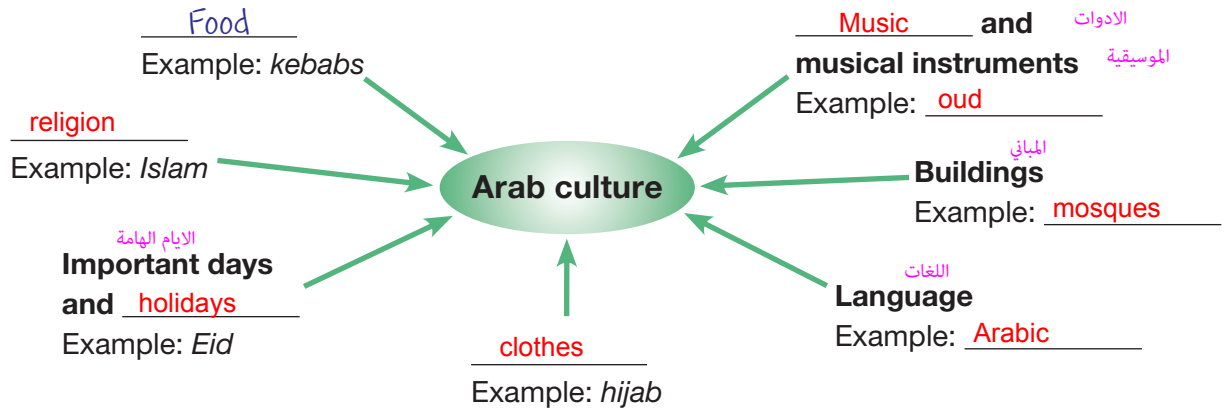 Food
Example: kebabs
Music and
الادوات
musical instruments
الموسيقية
Example: oud
religion
Example: Islam
Arab culture
المباني
Buildings
Example: mosques
الايام الهامة
Important days
and holidays
Example: Eid
اللغات
Language
Example: Arabic
clothes
Example: hijab